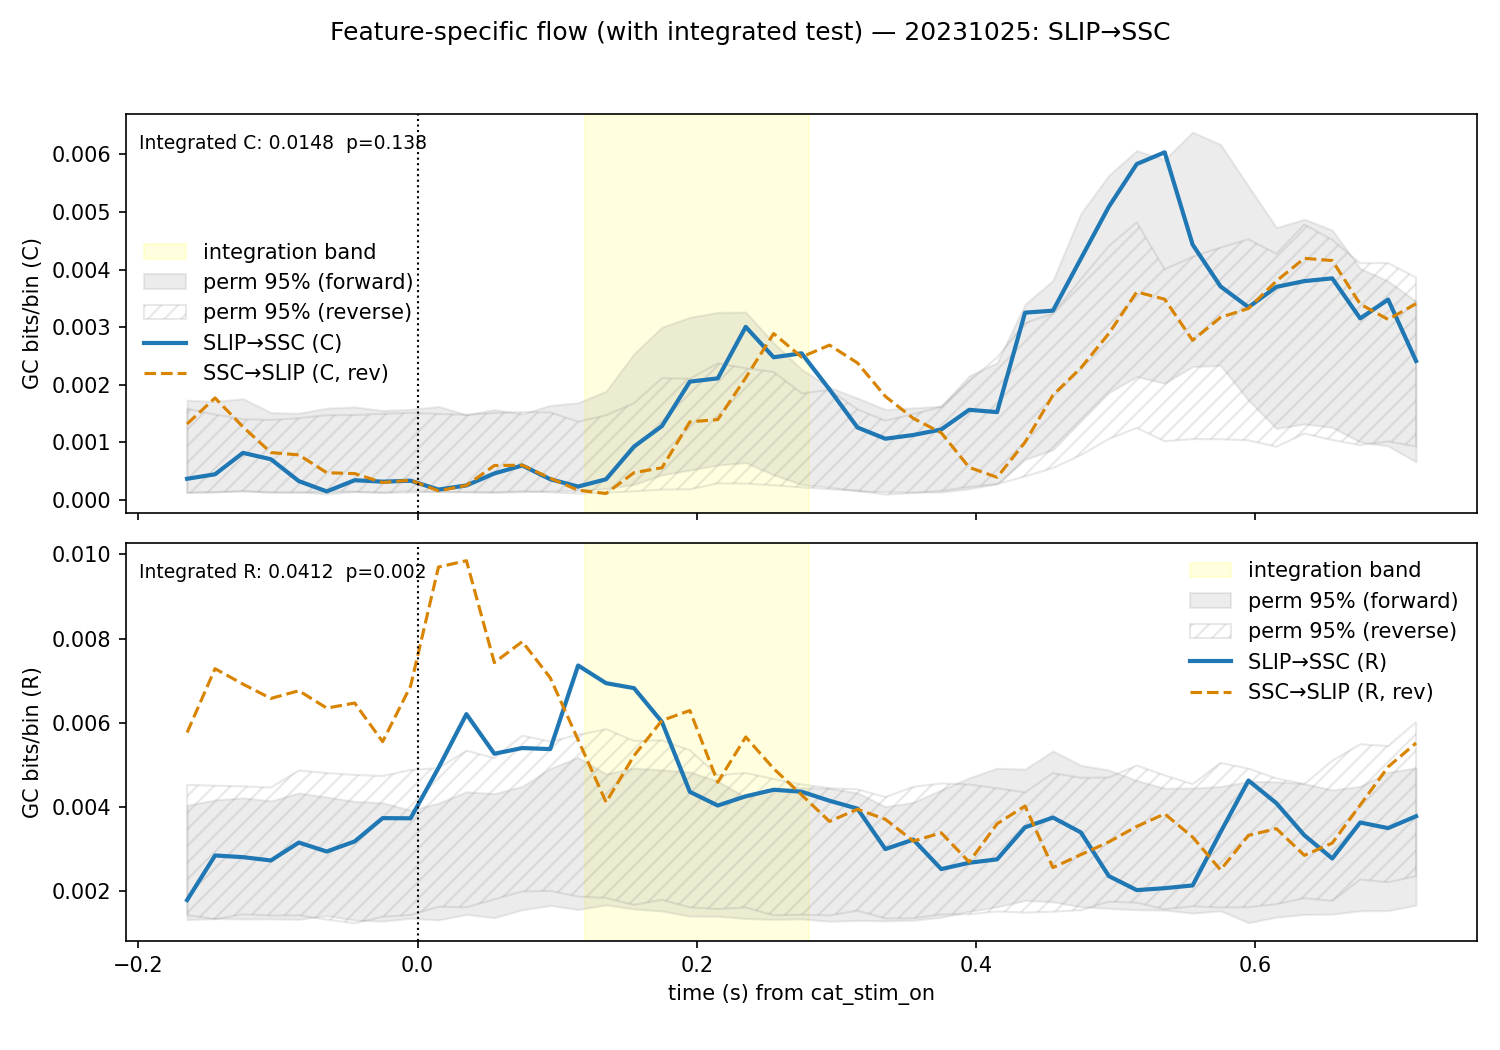 Feature-specific flow (with integrated test) — 20231025: SLIP→SSC
Integrated C: 0.0148  p=0.138
GC bits/bin (C)
0.006
0.005
0.004
0.003
0.002
0.001
0.000
integration band
perm 95% (forward)
perm 95% (reverse)
SLIP→SSC (C)
SSC→SLIP (C, rev)
Integrated R: 0.0412  p=0.002
GC bits/bin (R)
0.010
0.008
0.006
0.004
0.002
integration band
perm 95% (forward)
perm 95% (reverse)
SLIP→SSC (R)
SSC→SLIP (R, rev)
−0.2 0.0 0.2 0.4 0.6
time (s) from cat_stim_on